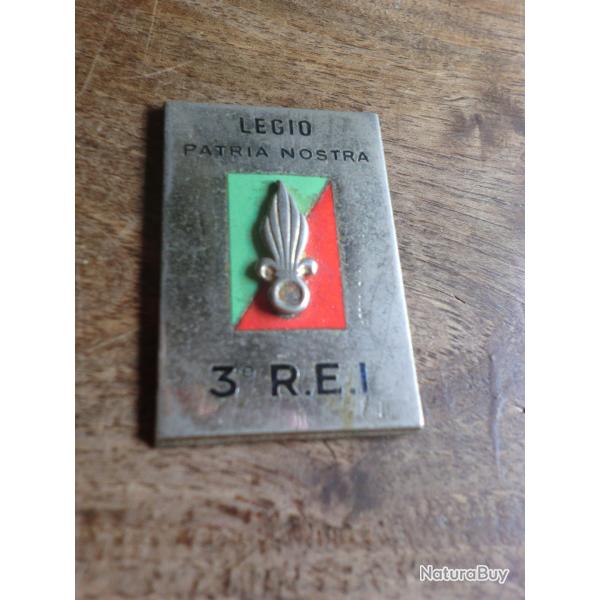 LEGIO
PATRIA NOSTRA
3e R.E.I
NaturaBuy